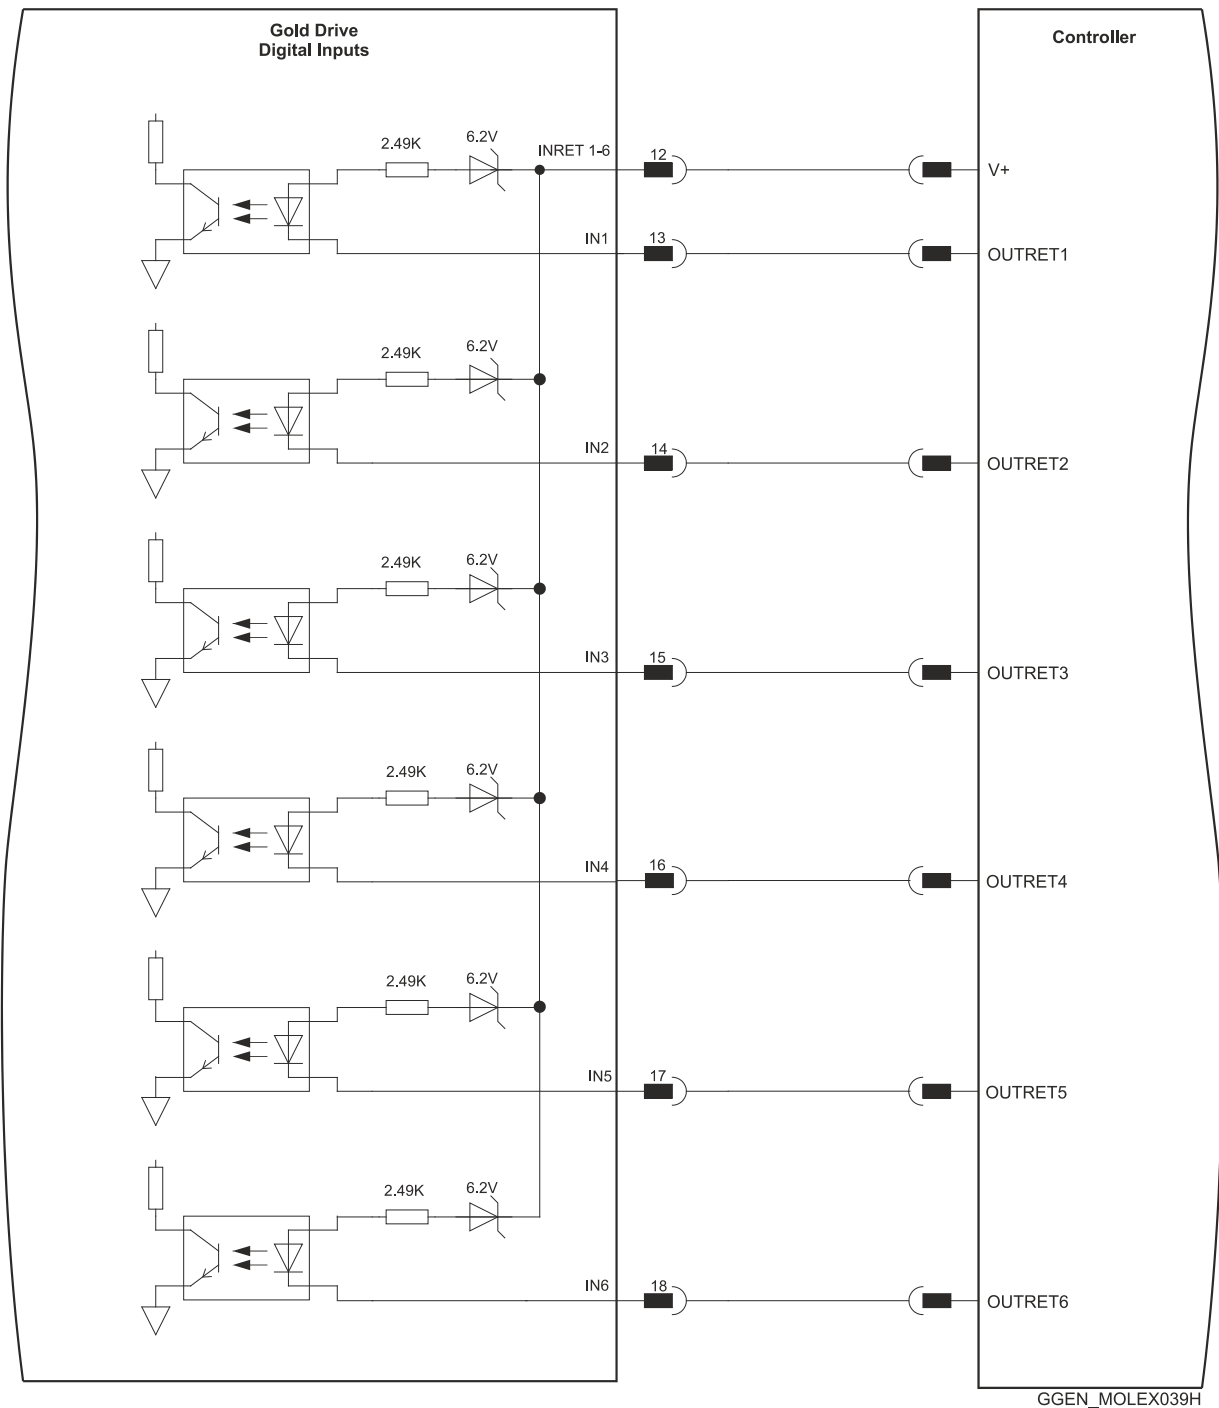 Gold Drive
Digital Inputs
Controller
2.49K
6.2V
INRET 1-6
12
V+
IN1
13
OUTRET1
2.49K
6.2V
IN2
14
OUTRET2
2.49K
6.2V
IN3
15
OUTRET3
2.49K
6.2V
IN4
16
OUTRET4
2.49K
6.2V
IN5
17
OUTRET5
2.49K
6.2V
IN6
18
OUTRET6
GGEN_MOLEX039H